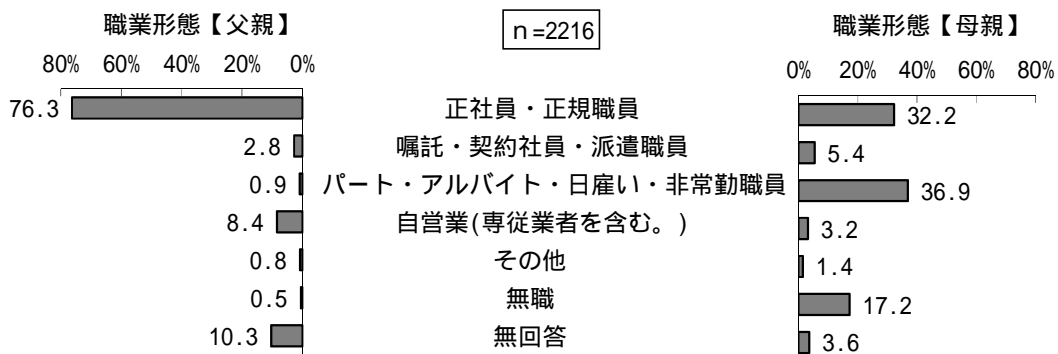 職業形態【父親】 n=2216 職業形態【母親】
80% 60% 40% 20% 0% 0% 20% 40% 60% 80%
76.3 正社員・正規職員 32.2
2.8 嘱託・契約社員・派遣職員 5.4
0.9 パート・アルバイト・日雇い・非常勤職員 36.9
8.4 自営業(専従業者を含む。) 3.2
0.8 その他 1.4
0.5 無職 17.2
10.3 無回答 3.6